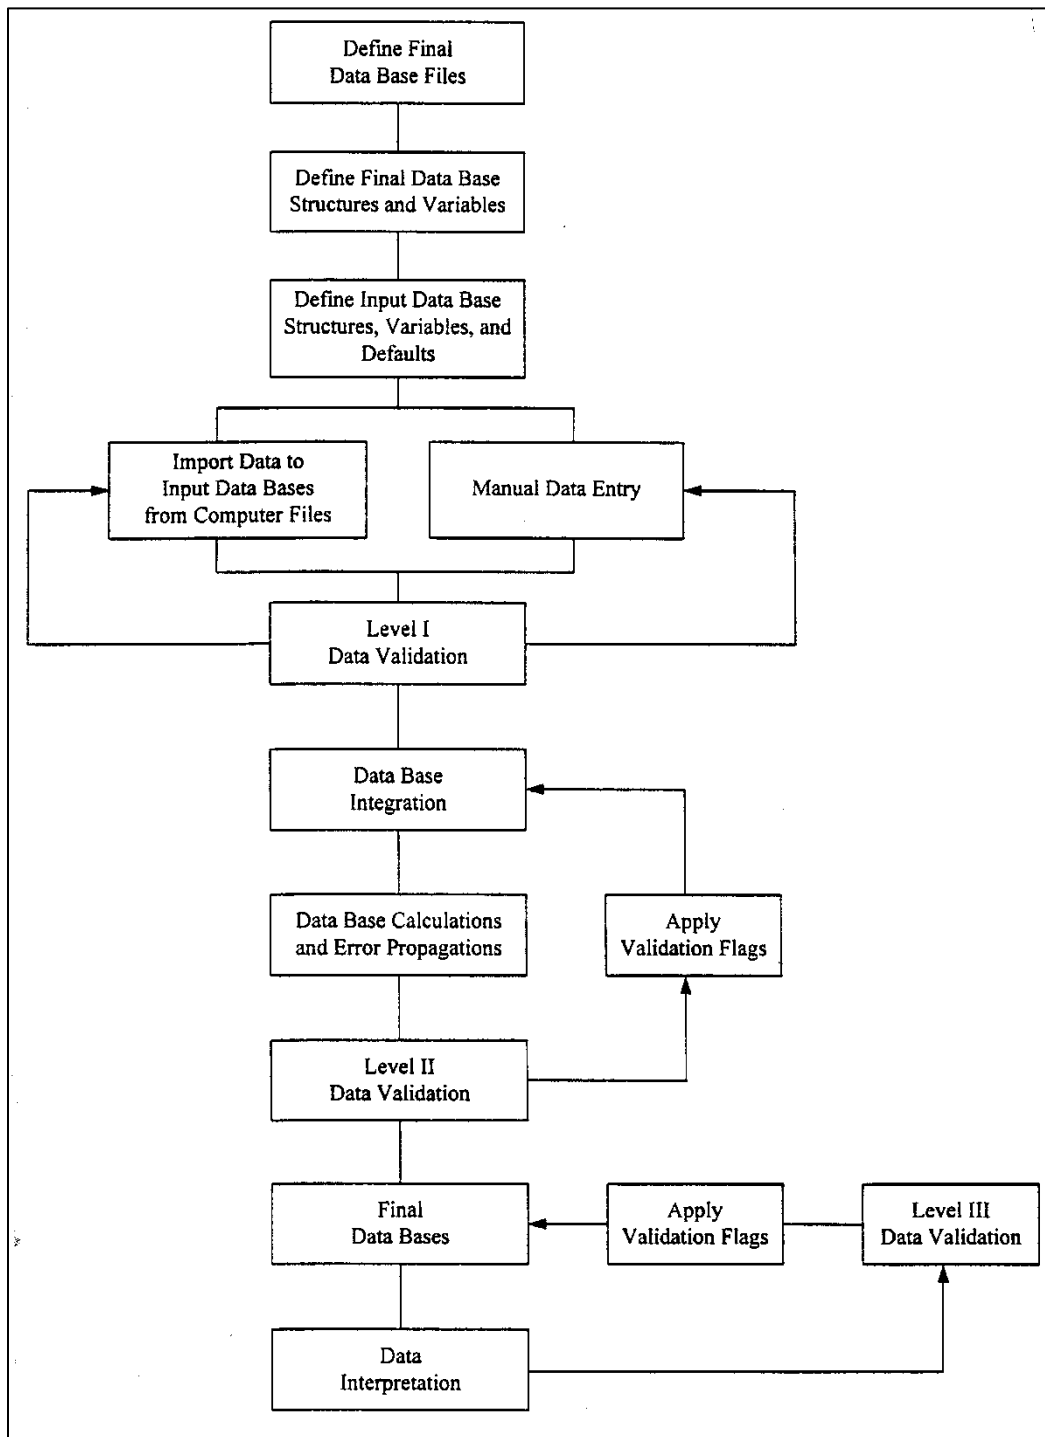 Define Final
Data Base Files
Define Final Data Base
Structures and Variables
Define Input Data Base
Structures, Variables, and
Defaults
Import Data to
Input Data Bases
from Computer Files
Manual Data Entry
Level I
Data Validation
Data Base
Integration
Data Base Calculations
and Error Propagations
Apply
Validation Flags
Level II
Data Validation
Final
Data Bases
Apply
Validation Flags
Level III
Data Validation
Data
Interpretation